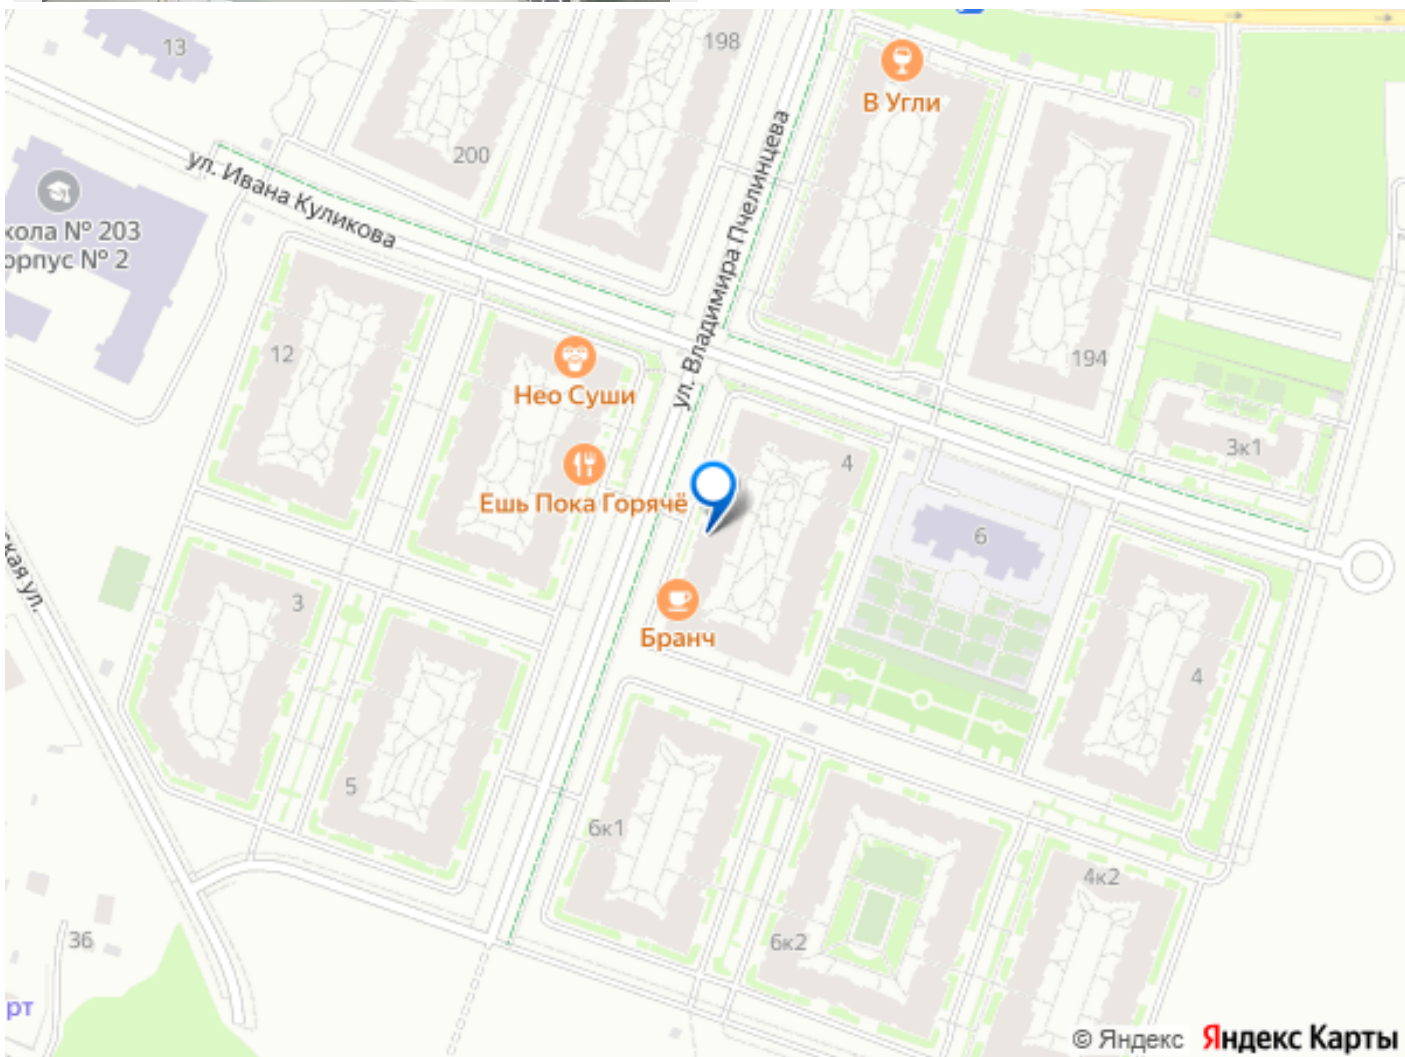 13
198
В Угли
200
ул. Ивана Куликова
ул. Владимира Пчелинцева
кола № 203
орпус № 2
12
Нео Суши
194
3к1
4
Ешь Пока Горячё
6
ская ул.
3
Бранч
4
5
6к1
4к2
36
6к2
рт
© Яндекс Яндекс Карты